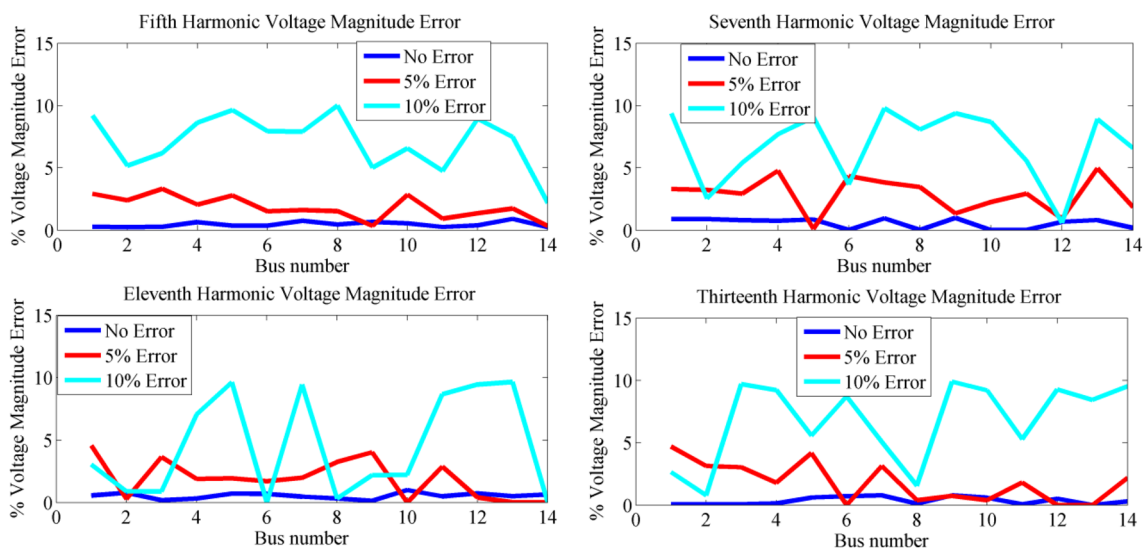 Fifth Harmonic Voltage Magnitude Error
% Voltage Magnitude Error
15
10
5
0
No Error
5% Error
10% Error
0 2 4 6 8 10 12 14
Bus number
Seventh Harmonic Voltage Magnitude Error
% Voltage Magnitude Error
15
10
5
0
No Error
5% Error
10% Error
0 2 4 6 8 10 12 14
Bus number
Eleventh Harmonic Voltage Magnitude Error
% Voltage Magnitude Error
15
10
5
0
No Error
5% Error
10% Error
0 2 4 6 8 10 12 14
Bus number
Thirteenth Harmonic Voltage Magnitude Error
% Voltage Magnitude Error
15
10
5
0
No Error
5% Error
10% Error
0 2 4 6 8 10 12 14
Bus number